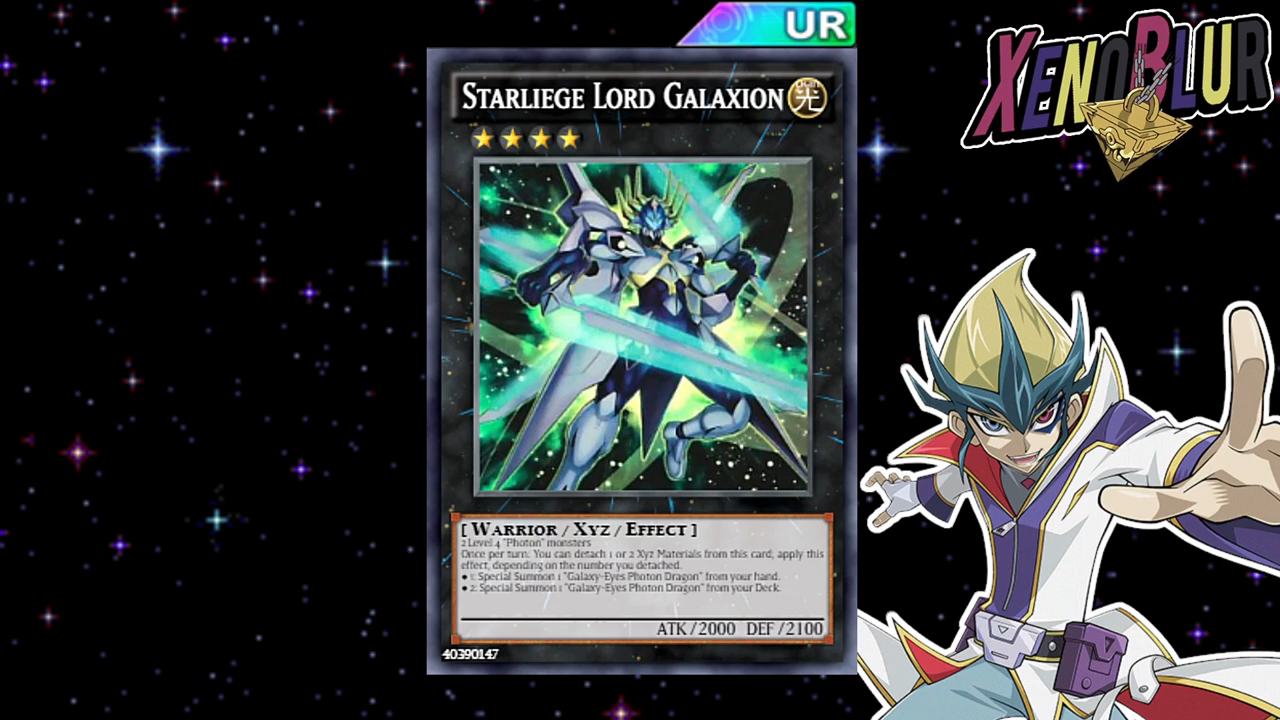 UR
XENOBLUR
STARLIEGE LORD GALAXION
光
[ WARRIOR / XYZ / EFFECT ]
2 Level 4 "Photon" monsters
Once per turn: You can detach 1 or 2 Xyz Materials from this card; apply this
effect, depending on the number you detached.
● 1: Special Summon 1 "Galaxy-Eyes Photon Dragon" from your hand.
● 2: Special Summon 1 "Galaxy-Eyes Photon Dragon" from your Deck.
ATK/2000 DEF/2100
40390147